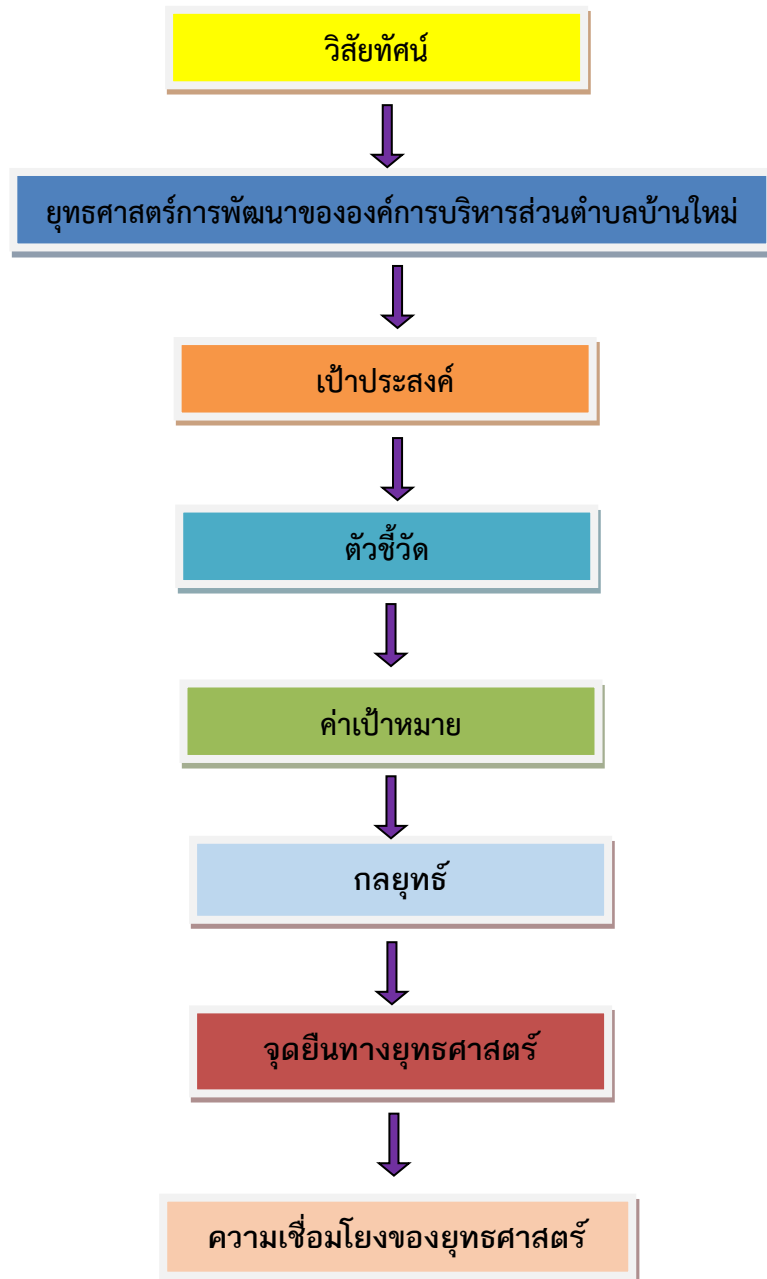 วิสัยทัศน์
ยุทธศาสตร์การพัฒนาขององค์การบริหารส่วนตำบลบ้านใหม่
เป้าประสงค์
ตัวชี้วัด
ค่าเป้าหมาย
กลยุทธ์
จุดยืนทางยุทธศาสตร์
ความเชื่อมโยงของยุทธศาสตร์